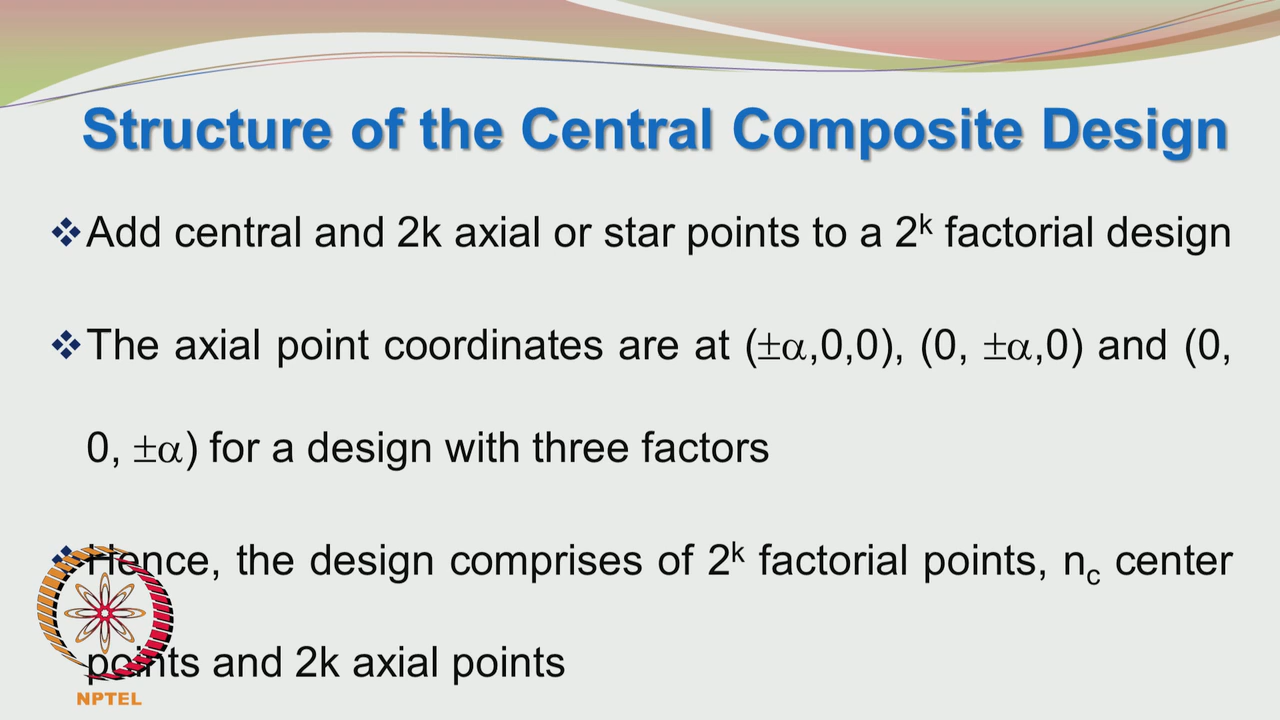 Structure of the Central Composite Design
❖Add central and 2k axial or star points to a 2ᵏ factorial design
❖The axial point coordinates are at (±α,0,0), (0, ±α,0) and (0,
0, ±α) for a design with three factors
❖Hence, the design comprises of 2ᵏ factorial points, n꜀ center
points and 2k axial points
NPTEL